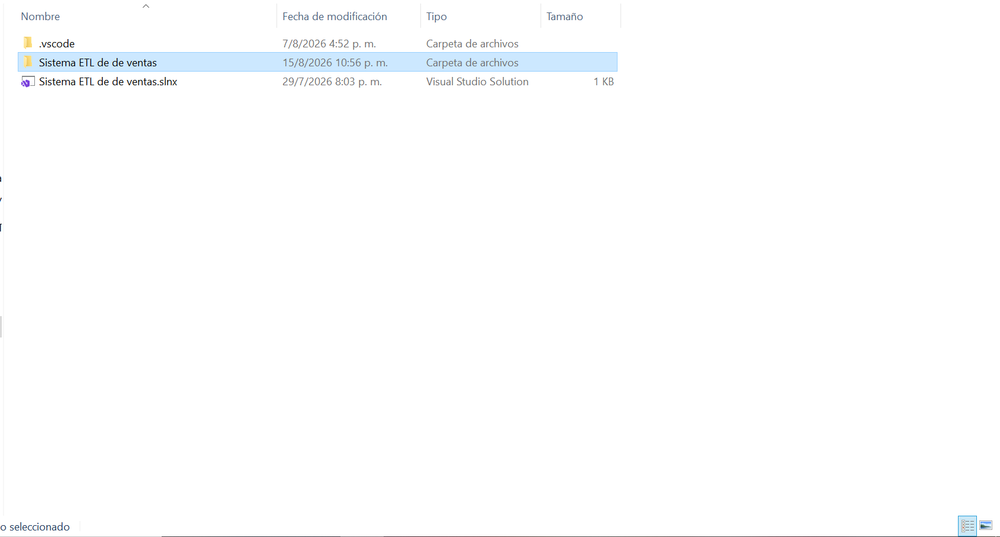 Nombre Fecha de modificación Tipo Tamaño
.vscode 7/8/2026 4:52 p. m. Carpeta de archivos
Sistema ETL de de ventas 15/8/2026 10:56 p. m. Carpeta de archivos
Sistema ETL de de ventas.slnx 29/7/2026 8:03 p. m. Visual Studio Solution 1 KB
o seleccionado